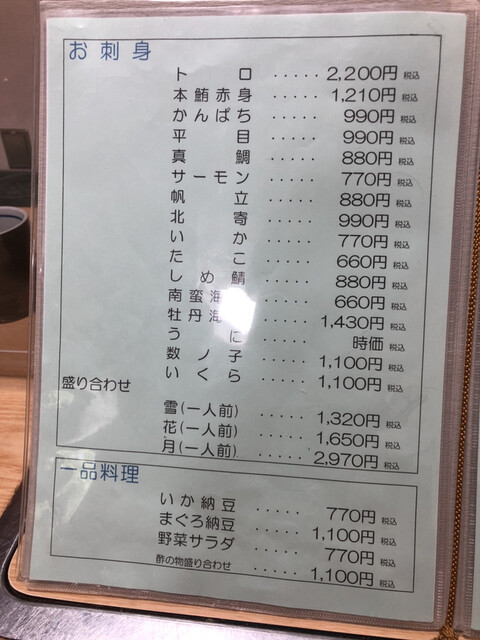 お刺身
トロ ..... 2,200円 税込
本鮪赤身 ..... 1,210円 税込
かんぱち ..... 990円 税込
平目 ..... 990円 税込
真鯛 ..... 880円 税込
サーモン ..... 770円 税込
帆立 ..... 880円 税込
北寄 ..... 990円 税込
いか ..... 770円 税込
たこ ..... 660円 税込
しめ鯖 ..... 880円 税込
南蛮海 ..... 660円 税込
牡丹海 ..... 1,430円 税込
うに ..... 時価 税込
数ノ子 ..... 1,100円 税込
いくら ..... 1,100円 税込
盛り合わせ
雪(一人前) ..... 1,320円 税込
花(一人前) ..... 1,650円 税込
月(一人前) ..... 2,970円 税込
一品料理
いか納豆 ..... 770円 税込
まぐろ納豆 ..... 1,100円 税込
野菜サラダ ..... 770円 税込
酢の物盛り合わせ ..... 1,100円 税込